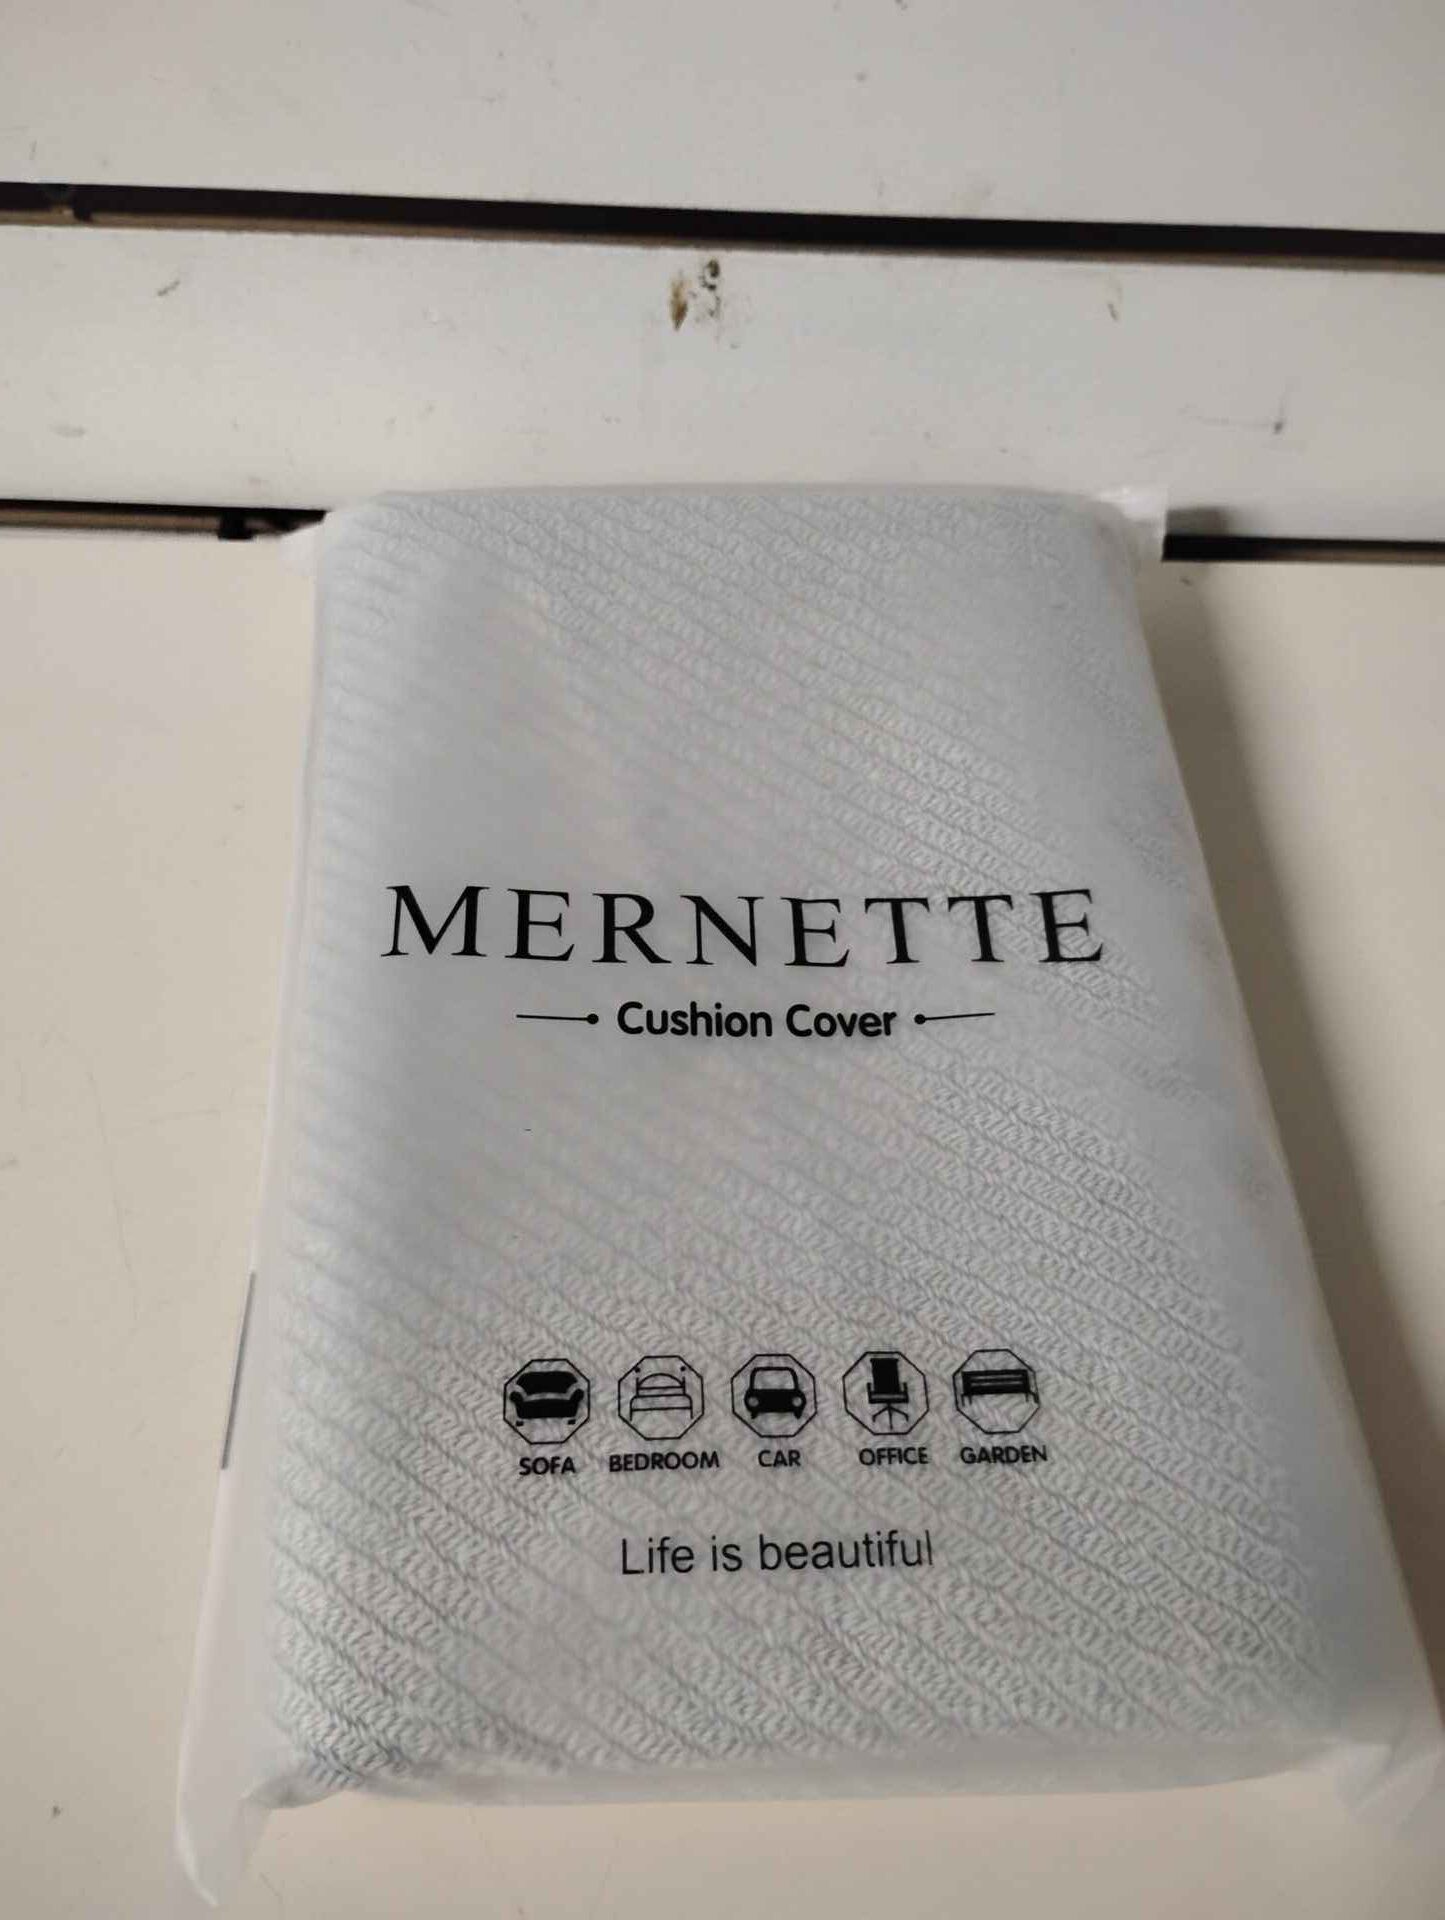 MERNETTE
Cushion Cover
SOFA BEDROOM CAR OFFICE GARDEN
Life is beautiful